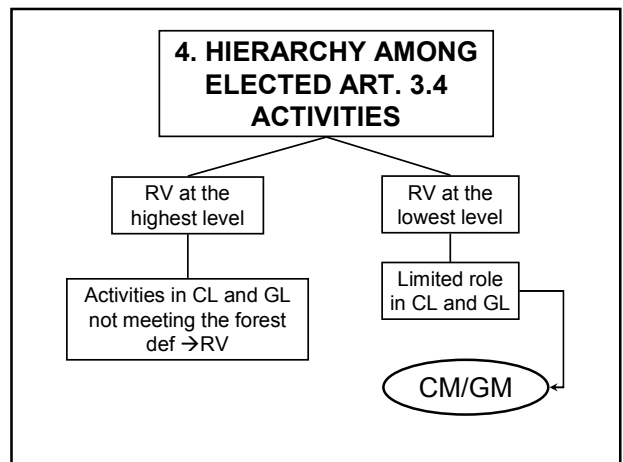 4. HIERARCHY AMONG
ELECTED ART. 3.4
ACTIVITIES
RV at the
highest level
RV at the
lowest level
Activities in CL and GL
not meeting the forest
def →RV
Limited role
in CL and GL
CM/GM